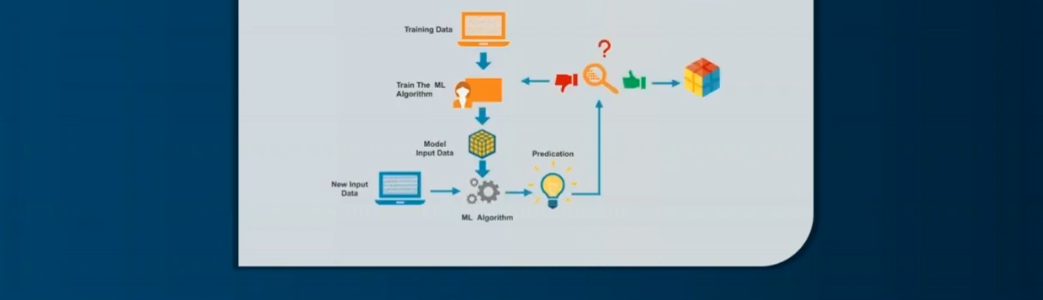 Training Data
?
Train The ML
Algorithm
Model
Input Data
Predication
New Input
Data
ML Algorithm